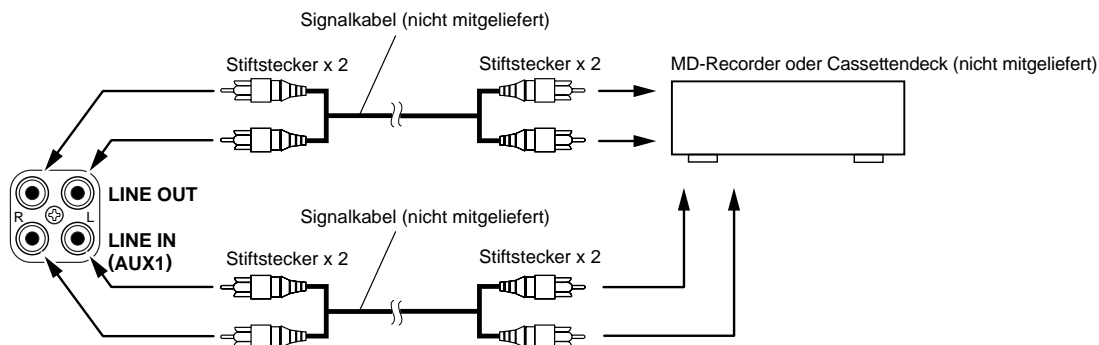 Signalkabel (nicht mitgeliefert)
Stiftstecker x 2
Stiftstecker x 2
MD-Recorder oder Cassettendeck (nicht mitgeliefert)
LINE OUT
R
L
LINE IN
(AUX1)
Signalkabel (nicht mitgeliefert)
Stiftstecker x 2
Stiftstecker x 2